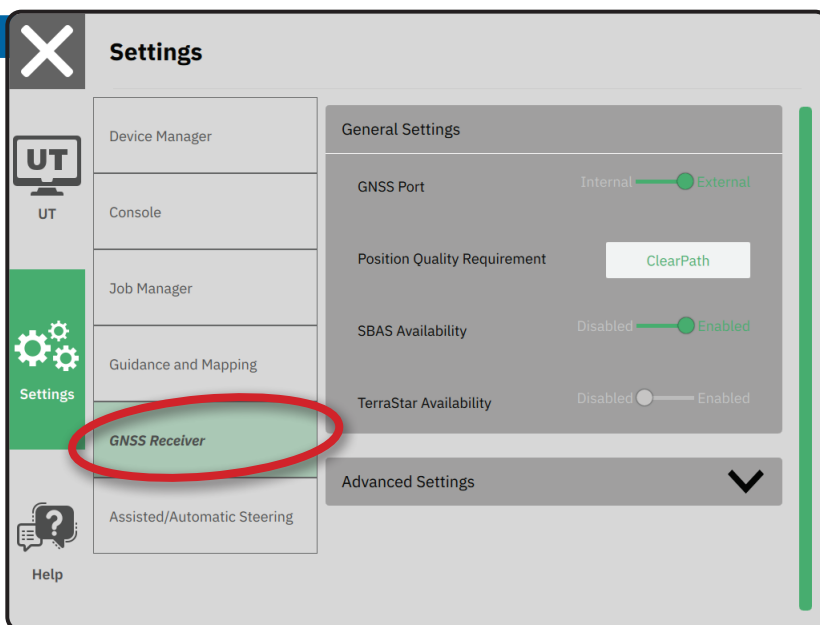 Settings
UT
UT
Settings
Help
Device Manager
Console
Job Manager
Guidance and Mapping
GNSS Receiver
Assisted/Automatic Steering
General Settings
GNSS Port Internal External
Position Quality Requirement ClearPath
SBAS Availability Disabled Enabled
TerraStar Availability Disabled Enabled
Advanced Settings